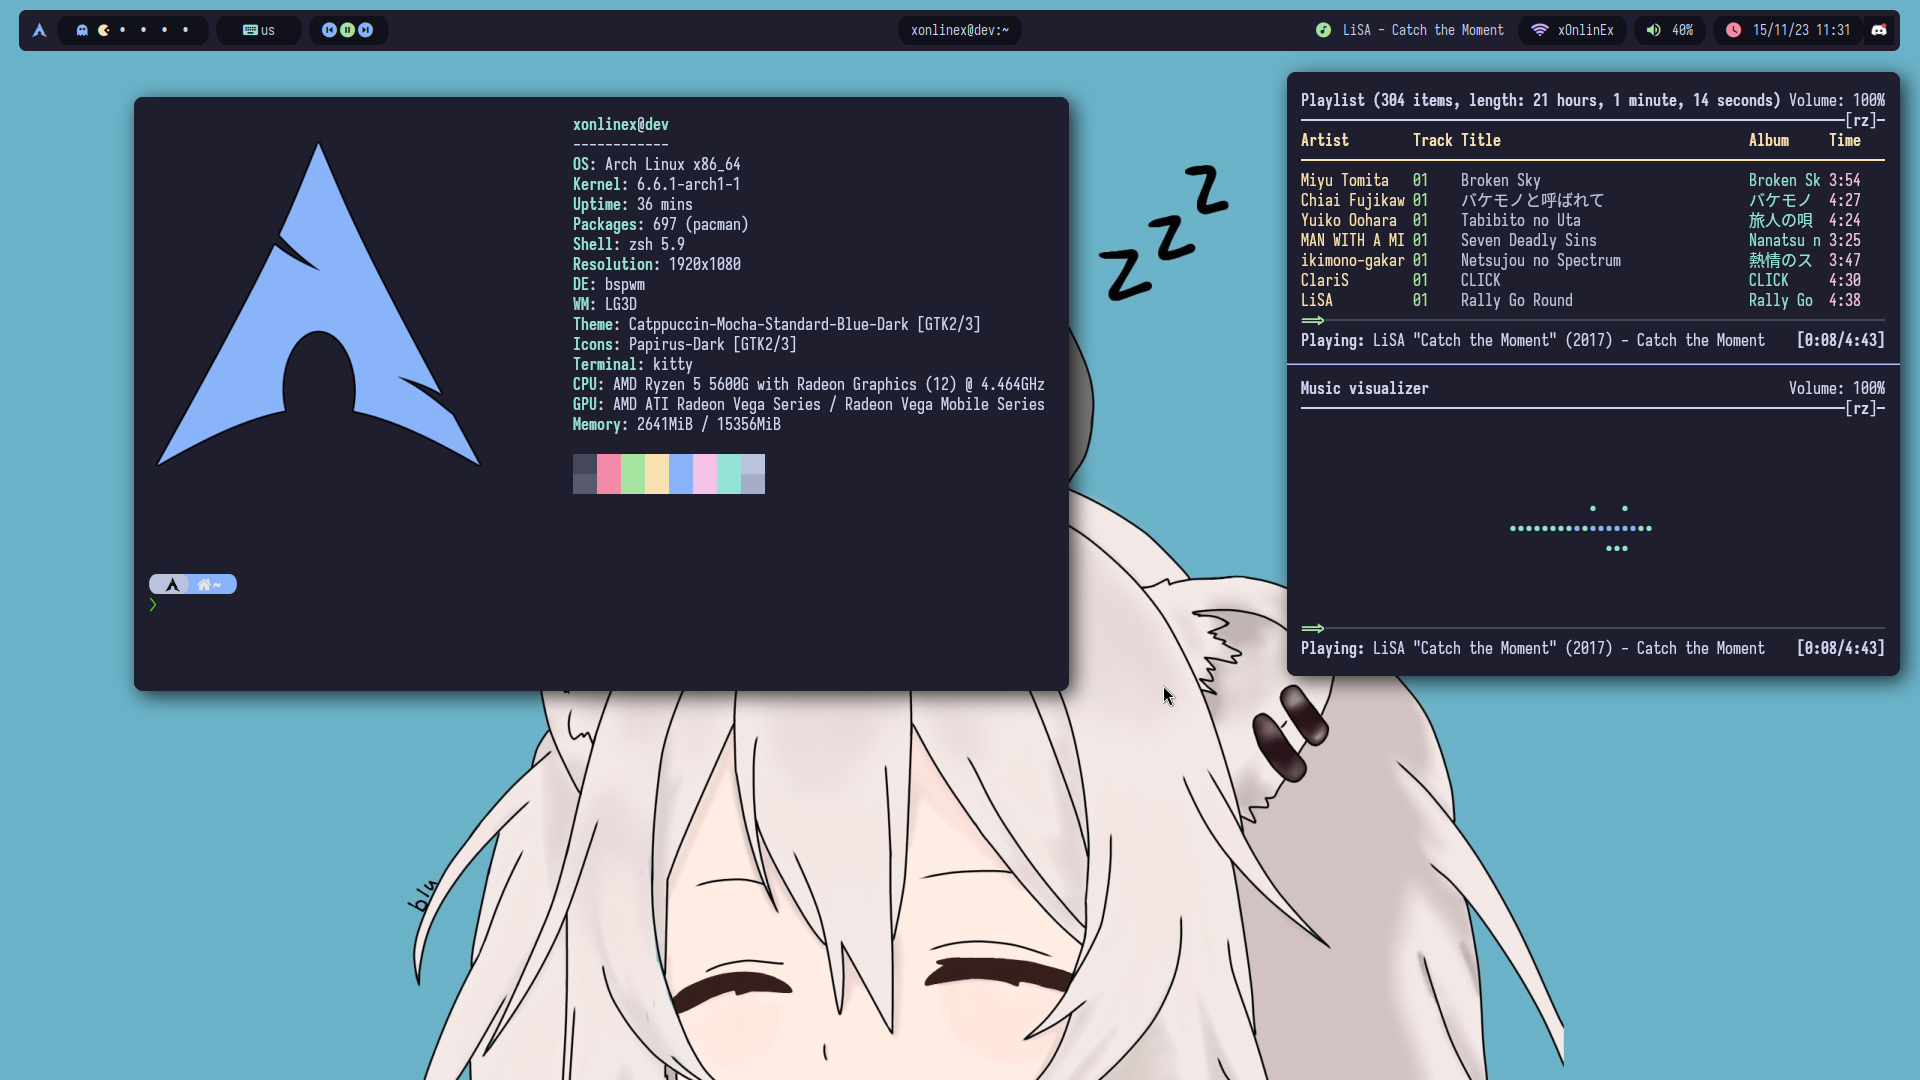 us
xonlinex@dev:~
LiSA - Catch the Moment
xOnlinEx
40%
15/11/23 11:31
xonlinex@dev
------------
OS: Arch Linux x86_64
Kernel: 6.6.1-arch1-1
Uptime: 36 mins
Packages: 697 (pacman)
Shell: zsh 5.9
Resolution: 1920x1080
DE: bspwm
WM: LG3D
Theme: Catppuccin-Mocha-Standard-Blue-Dark [GTK2/3]
Icons: Papirus-Dark [GTK2/3]
Terminal: kitty
CPU: AMD Ryzen 5 5600G with Radeon Graphics (12) @ 4.464GHz
GPU: AMD ATI Radeon Vega Series / Radeon Vega Mobile Series
Memory: 2641MiB / 15356MiB
~
❯
z z z
Playlist (304 items, length: 21 hours, 1 minute, 14 seconds) Volume: 100%
[rz]
Artist Track Title Album Time
Miyu Tomita 01 Broken Sky Broken Sk 3:54
Chiai Fujikaw 01 バケモノと呼ばれて バケモノ 4:27
Yuiko Oohara 01 Tabibito no Uta 旅人の唄 4:24
MAN WITH A MI 01 Seven Deadly Sins Nanatsu n 3:25
ikimono-gakar 01 Netsujou no Spectrum 熱情のス 3:47
ClariS 01 CLICK CLICK 4:30
LiSA 01 Rally Go Round Rally Go 4:38
Playing: LiSA "Catch the Moment" (2017) - Catch the Moment [0:08/4:43]
Music visualizer Volume: 100%
[rz]
Playing: LiSA "Catch the Moment" (2017) - Catch the Moment [0:08/4:43]
blu